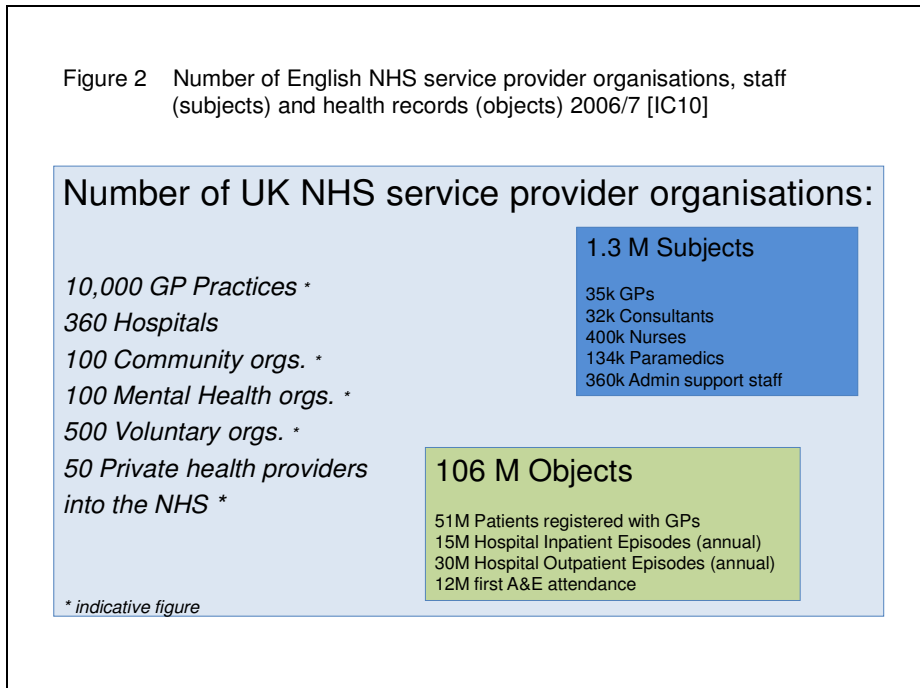 Figure 2 Number of English NHS service provider organisations, staff
(subjects) and health records (objects) 2006/7 [IC10]
Number of UK NHS service provider organisations:
10,000 GP Practices *
360 Hospitals
100 Community orgs. *
100 Mental Health orgs. *
500 Voluntary orgs. *
50 Private health providers
into the NHS *
* indicative figure
1.3 M Subjects
35k GPs
32k Consultants
400k Nurses
134k Paramedics
360k Admin support staff
106 M Objects
51M Patients registered with GPs
15M Hospital Inpatient Episodes (annual)
30M Hospital Outpatient Episodes (annual)
12M first A&E attendance